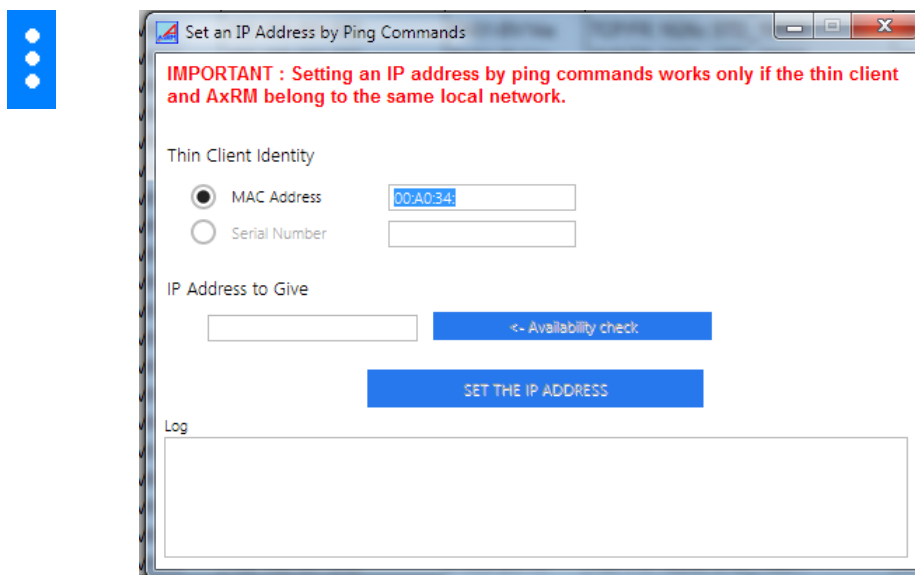 Set an IP Address by Ping Commands
IMPORTANT : Setting an IP address by ping commands works only if the thin client
and AxRM belong to the same local network.
Thin Client Identity
MAC Address
00:A0:34:
Serial Number
IP Address to Give
<- Availability check
SET THE IP ADDRESS
Log